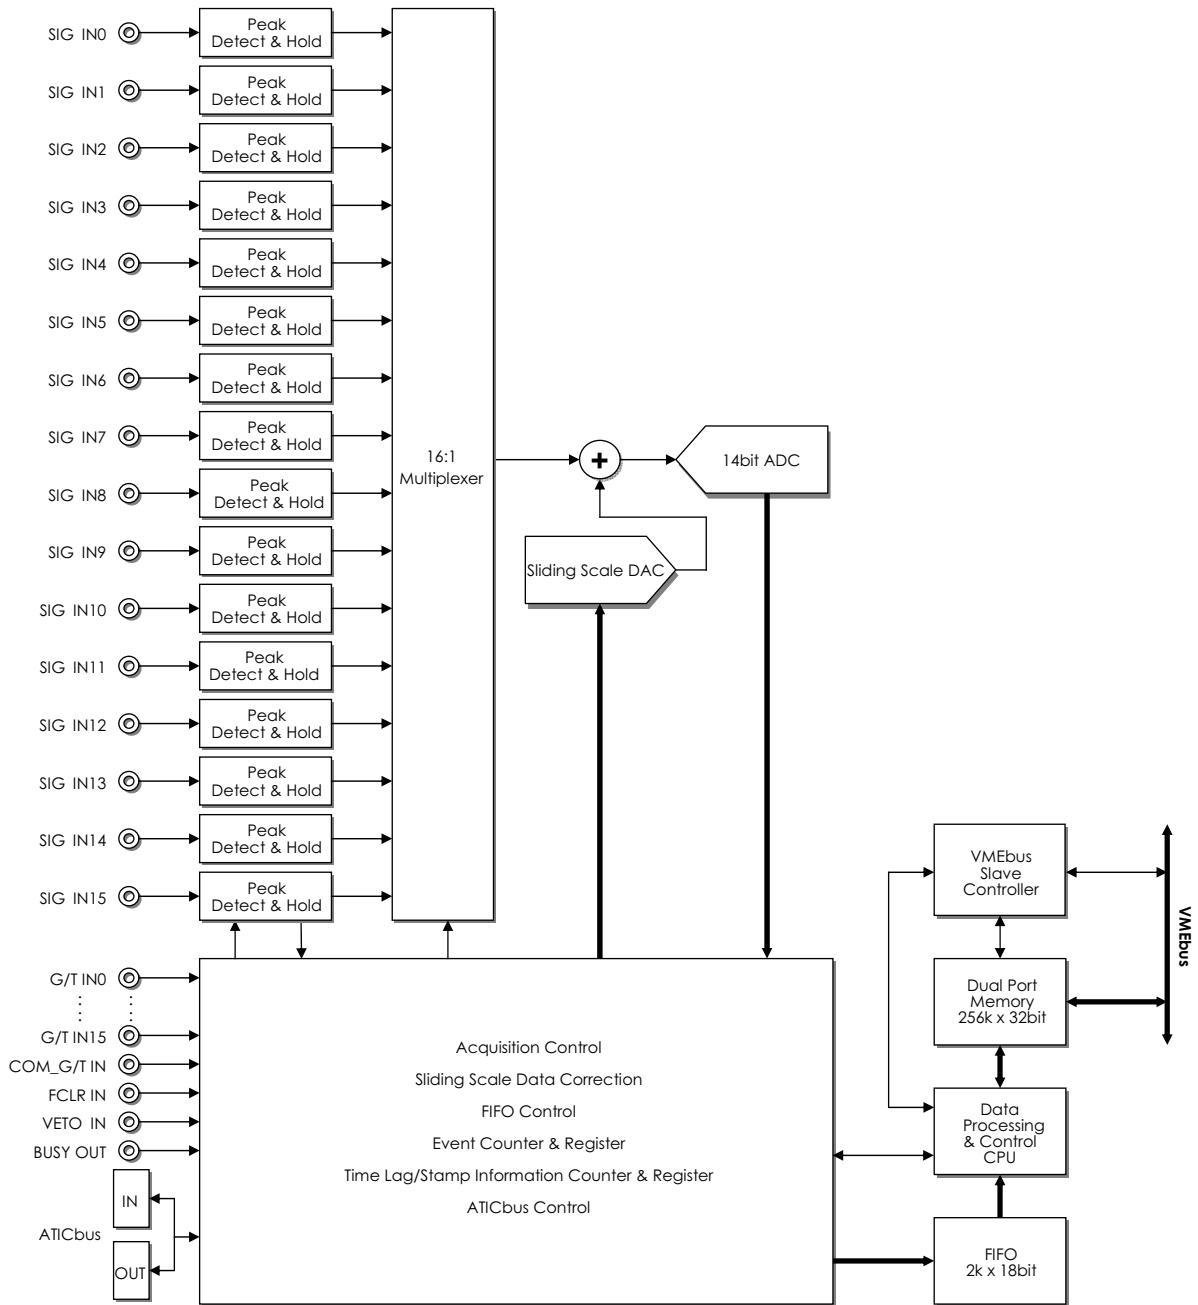 SIG IN0
Peak
Detect & Hold
SIG IN1
Peak
Detect & Hold
SIG IN2
Peak
Detect & Hold
SIG IN3
Peak
Detect & Hold
SIG IN4
Peak
Detect & Hold
SIG IN5
Peak
Detect & Hold
SIG IN6
Peak
Detect & Hold
SIG IN7
Peak
Detect & Hold
SIG IN8
Peak
Detect & Hold
SIG IN9
Peak
Detect & Hold
SIG IN10
Peak
Detect & Hold
SIG IN11
Peak
Detect & Hold
SIG IN12
Peak
Detect & Hold
SIG IN13
Peak
Detect & Hold
SIG IN14
Peak
Detect & Hold
SIG IN15
Peak
Detect & Hold
16:1
Multiplexer
+
14bit ADC
Sliding Scale DAC
G/T IN0
G/T IN15
COM_G/T IN
FCLR IN
VETO IN
BUSY OUT
IN
ATICbus
OUT
Acquisition Control
Sliding Scale Data Correction
FIFO Control
Event Counter & Register
Time Lag/Stamp Information Counter & Register
ATICbus Control
VMEbus
Slave
Controller
Dual Port
Memory
256k x 32bit
Data
Processing
& Control
CPU
FIFO
2k x 18bit
VMEbus